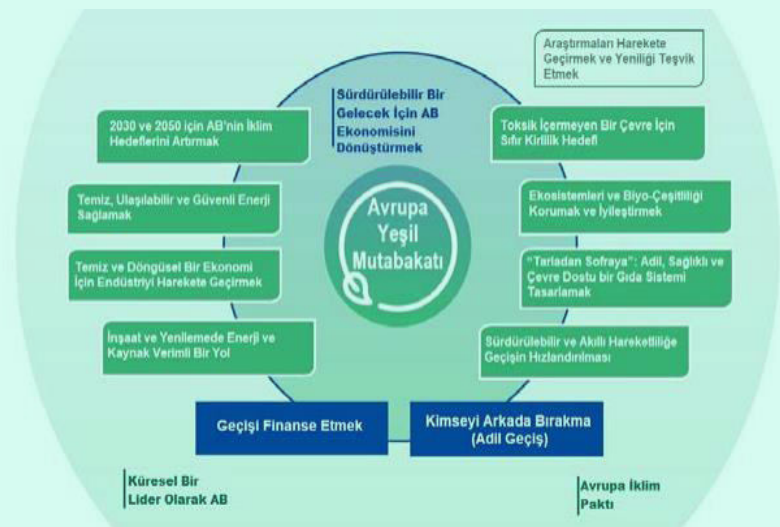 Araştırmaları Harekete
Geçirmek ve Yeniliği Teşvik
Etmek
Sürdürülebilir Bir
Gelecek İçin AB
Ekonomisini
Dönüştürmek
2030 ve 2050 için AB'nin İklim
Hedeflerini Artırmak
Toksik İçermeyen Bir Çevre İçin
Sıfır Kirlilik Hedefi
Temiz, Ulaşılabilir ve Güvenli Enerji
Sağlamak
Ekosistemleri ve Biyo-Çeşitliliği
Korumak ve İyileştirmek
Avrupa
Yeşil
Mutabakatı
Temiz ve Döngüsel Bir Ekonomi
İçin Endüstriyi Harekete Geçirmek
"Tarladan Sofraya": Adil, Sağlıklı ve
Çevre Dostu bir Gıda Sistemi
Tasarlamak
İnşaat ve Yenilemede Enerji ve
Kaynak Verimli Bir Yol
Sürdürülebilir ve Akıllı Hareketliliğe
Geçişin Hızlandırılması
Geçişi Finanse Etmek
Kimseyi Arkada Bırakma
(Adil Geçiş)
Küresel Bir
Lider Olarak AB
Avrupa İklim
Paktı